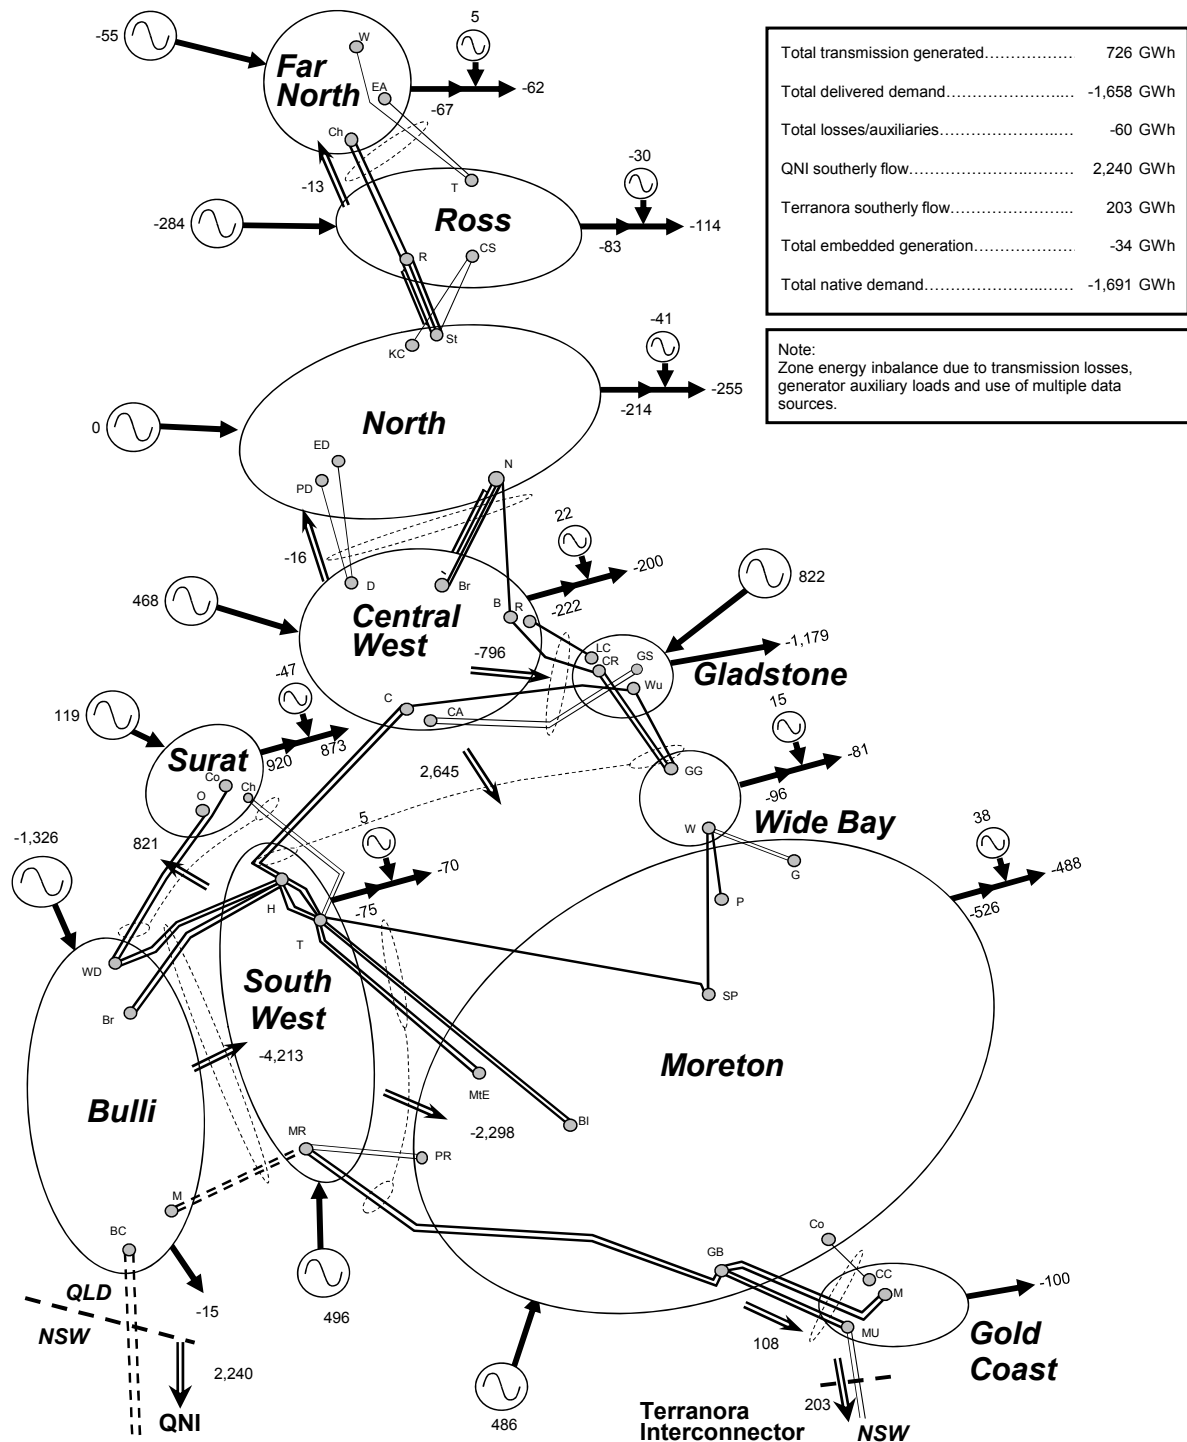 -55
5
W
Far
North
EA
-67
-62
Ch
Total transmission generated……………… 726 GWh
Total delivered demand………………….…... -1,658 GWh
Total losses/auxiliaries…………………..….. -60 GWh
QNI southerly flow…………………..……... 2,240 GWh
Terranora southerly flow………………….... 203 GWh
Total embedded generation………………… -34 GWh
Total native demand…………………..…… -1,691 GWh
-13
T
-30
-284
Ross
-83
-114
R
CS
St
KC
-41
Note:
Zone energy inbalance due to transmission losses,
generator auxiliary loads and use of multiple data
sources.
-214
-255
0
North
ED
PD
N
22
-16
D
Br
-200
-222
822
468
Central
West
B
R
-796
LC
CR
GS
-1,179
Gladstone
Wu
-47
119
C
CA
15
Surat
920
873
Co
Ch
O
2,645
GG
-81
-96
Wide Bay
-1,326
821
5
W
38
G
-70
-75
-488
-526
H
P
T
WD
Br
South
West
SP
-4,213
Moreton
MtE
Bulli
-2,298
BI
MR
PR
M
BC
Co
GB
CC
M
-100
QLD
NSW
-15
496
MU
108
Gold
Coast
2,240
QNI
486
Terranora
Interconnector
203
NSW